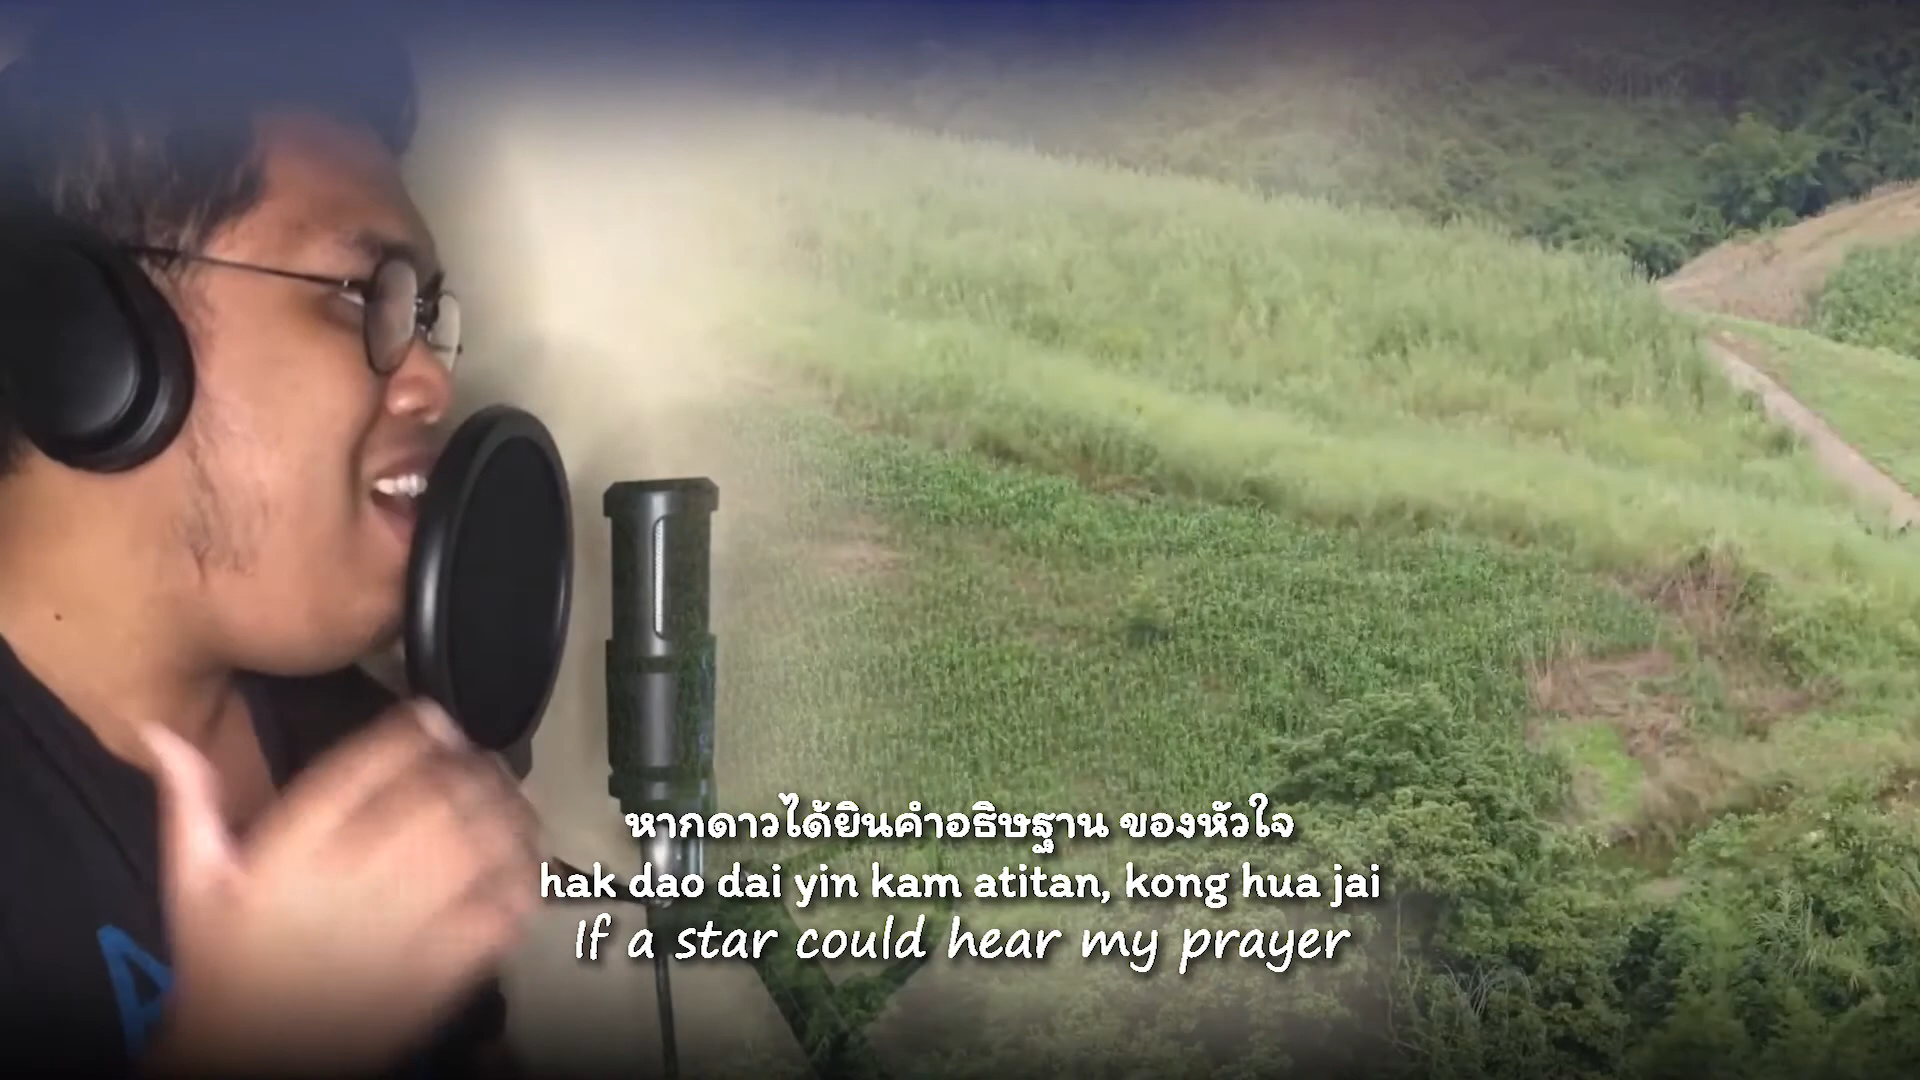 หากดาวได้ยินคำอธิษฐาน ของหัวใจ
hak dao dai yin kam atitan, kong hua jai
If a star could hear my prayer